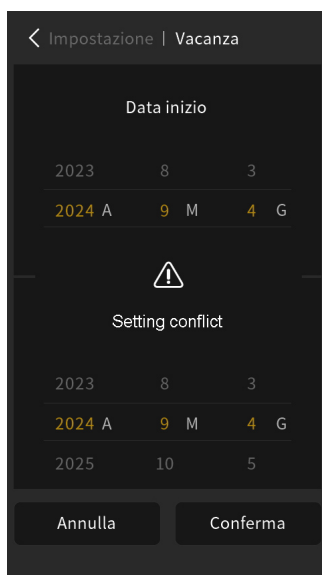 Impostazione | Vacanza
Data inizio
2023 8 3
2024 A 9 M 4 G
Setting conflict
2023 8 3
2024 A 9 M 4 G
2025 10 5
Annulla Conferma